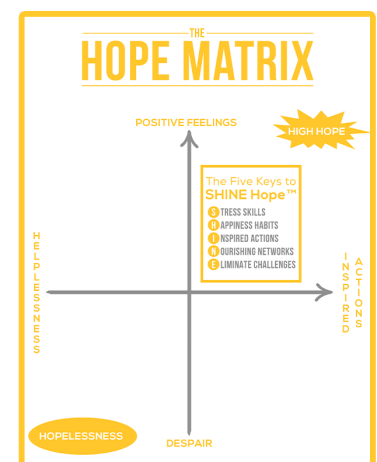 THE
HOPE MATRIX
POSITIVE FEELINGS
HIGH HOPE
The Five Keys to
SHINE Hope™
STRESS SKILLS
HAPPINESS HABITS
INSPIRED ACTIONS
NOURISHING NETWORKS
ELIMINATE CHALLENGES
HELPLESSNESS
INSPIRED
ACTIONS
HOPELESSNESS
DESPAIR